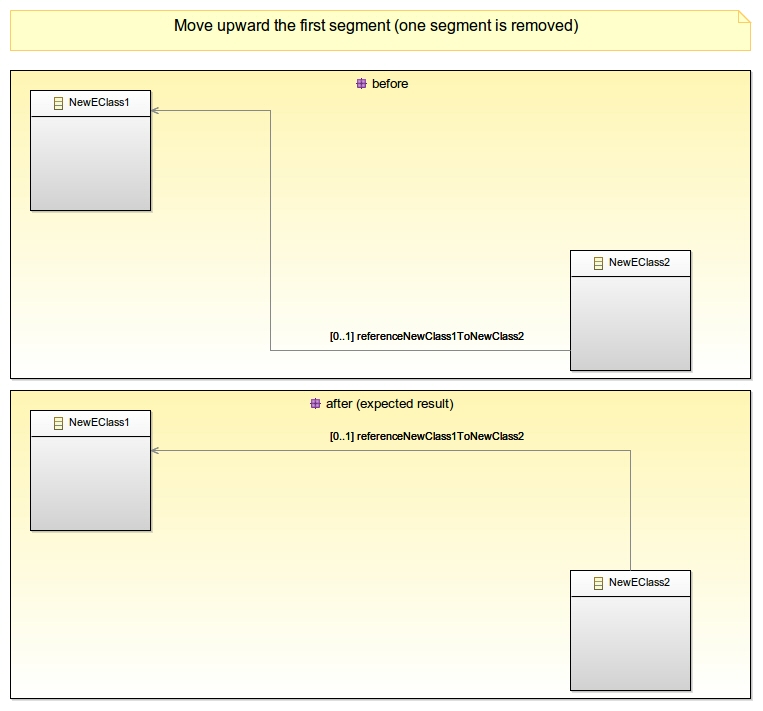 Move upward the first segment (one segment is removed)
before
NewEClass1
NewEClass2
[0..1] referenceNewClass1ToNewClass2
after (expected result)
NewEClass1
[0..1] referenceNewClass1ToNewClass2
NewEClass2